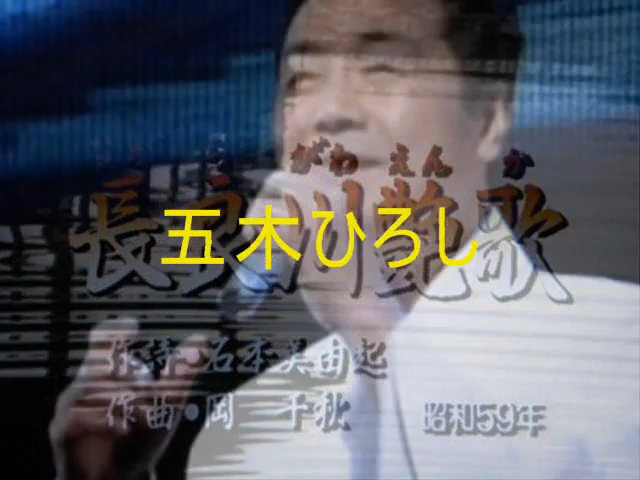 がわ えん か
長良川艶歌
五木ひろし
作詩・石本美由起
作曲・岡 千秋 昭和59年